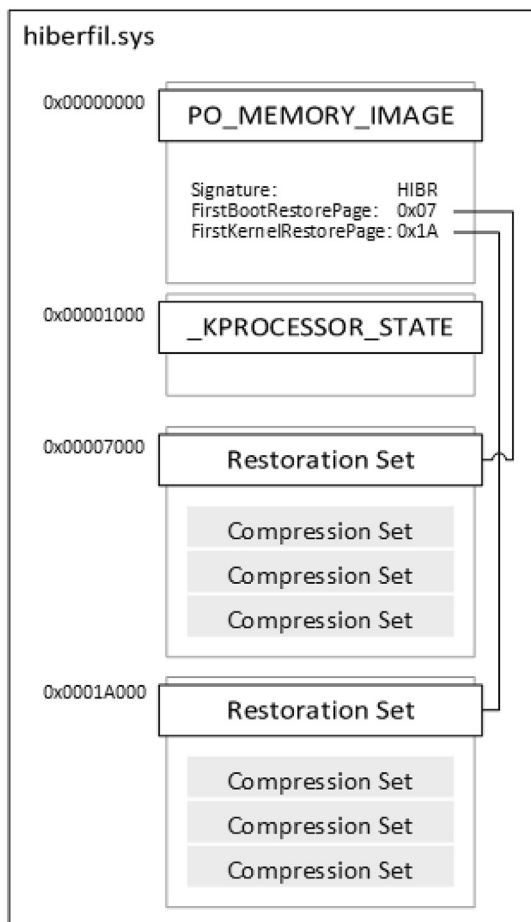 hiberfil.sys
0x00000000
PO_MEMORY_IMAGE
Signature: HIBR
FirstBootRestorePage: 0x07
FirstKernelRestorePage: 0x1A
0x00001000
_KPROCESSOR_STATE
0x00007000
Restoration Set
Compression Set
Compression Set
Compression Set
0x0001A000
Restoration Set
Compression Set
Compression Set
Compression Set